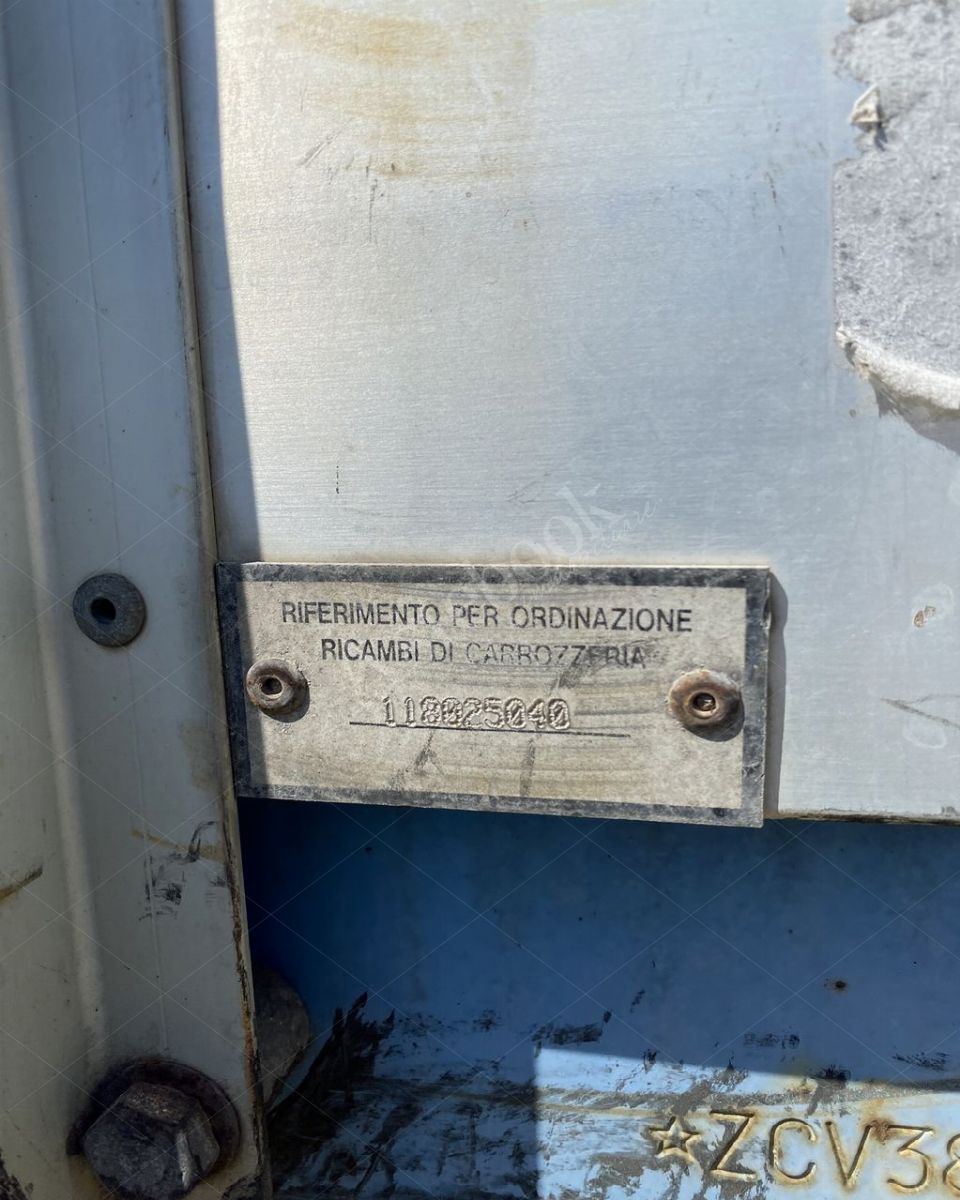 RIFERIMENTO PER ORDINAZIONE
RICAMBI DI CARROZZERIA
118025040
☆ZCV38